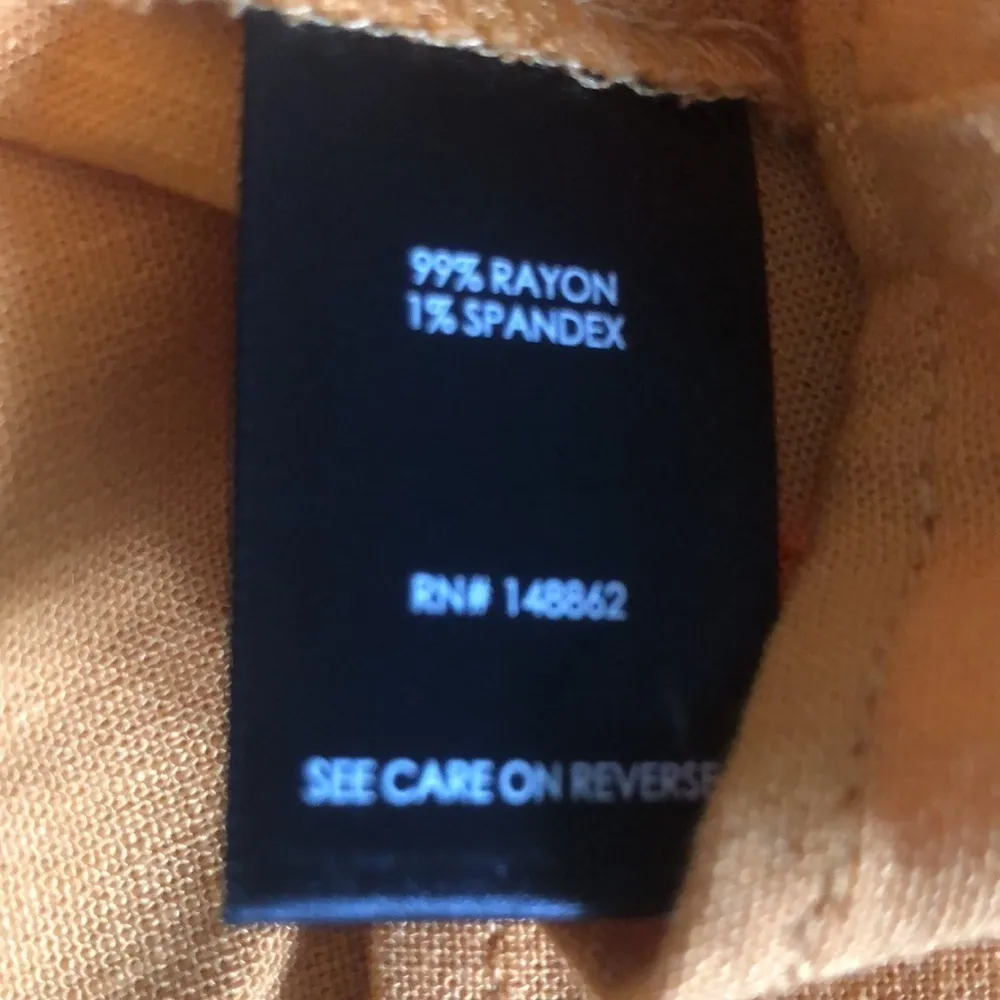 99% RAYON
1% SPANDEX
RN# 148862
SEE CARE ON REVERSE